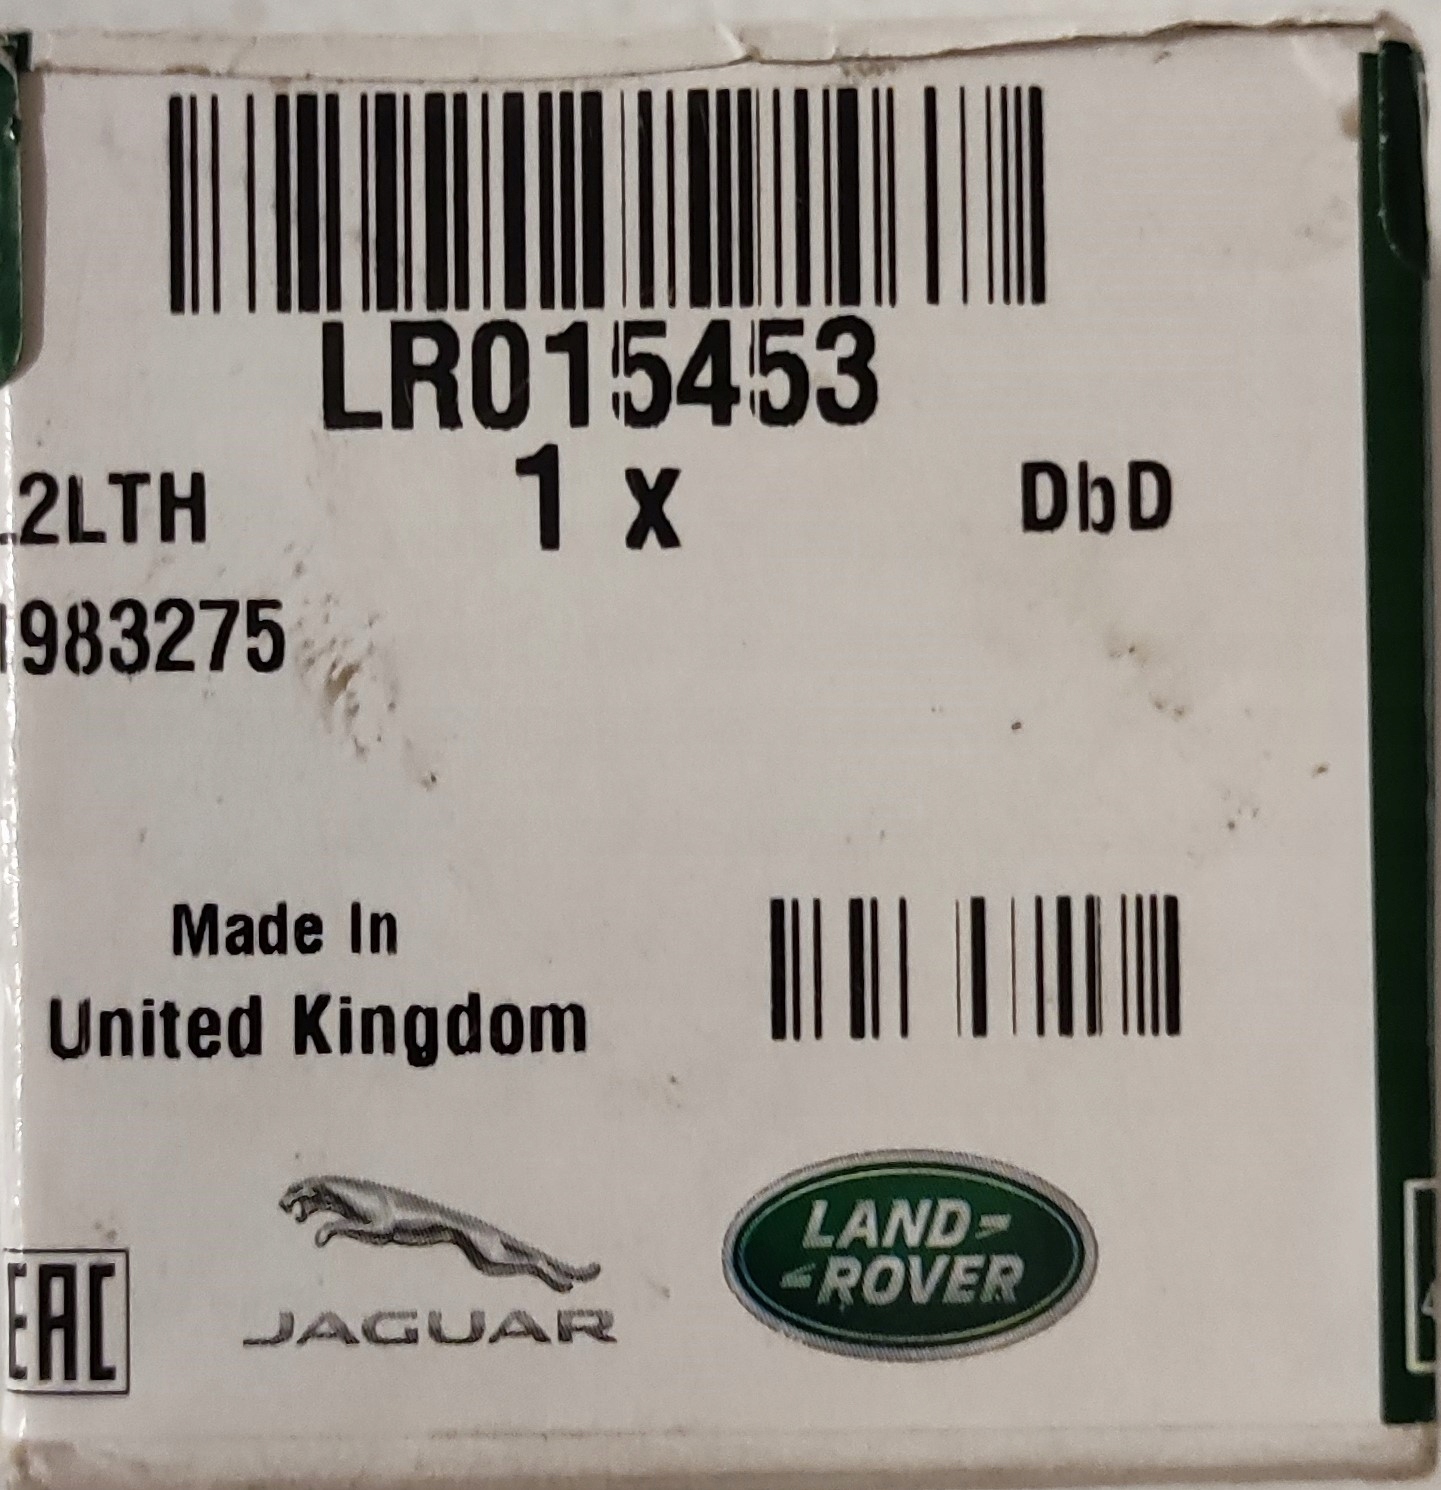 LR015453
2LTH 1 x DbD
983275
Made In
United Kingdom
EAC
JAGUAR
LAND
ROVER